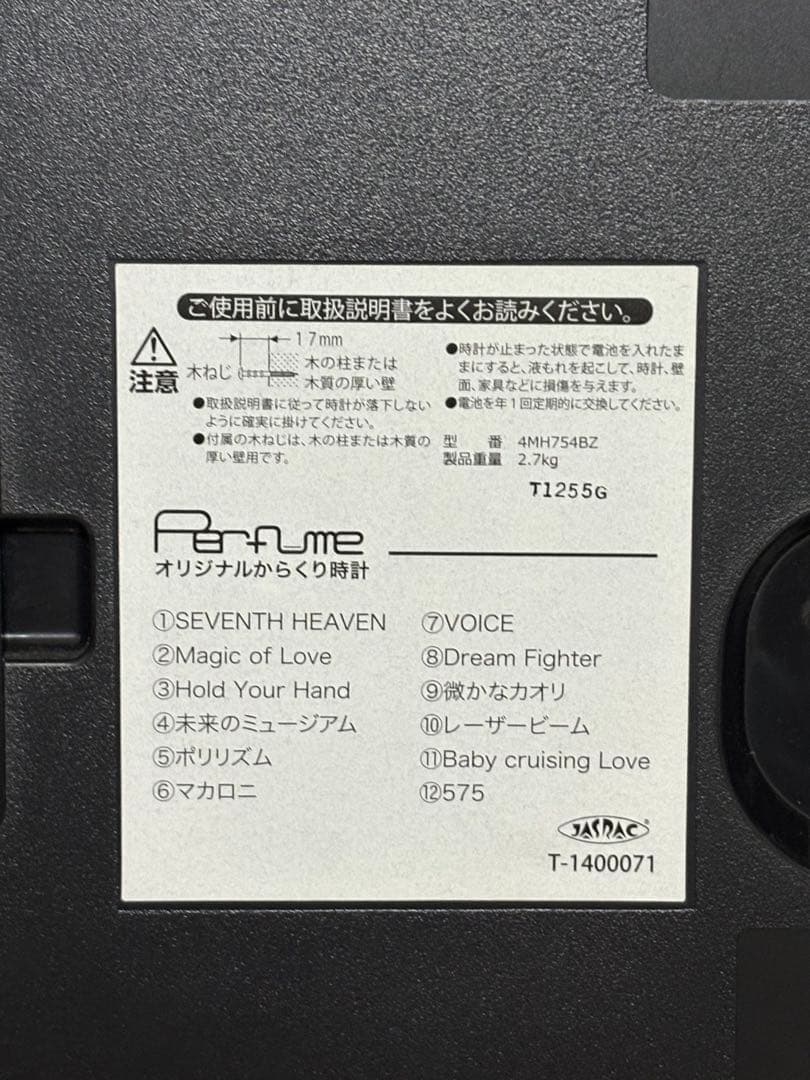 ご使用前に取扱説明書をよくお読みください。
注意
17mm
木ねじ
木の柱または
木質の厚い壁
●取扱説明書に従って時計が落下しない
ように確実に掛けてください。
●付属の木ねじは、木の柱または木質の
厚い壁用です。
●時計が止まった状態で電池を入れたま
まにすると、液もれを起こして、時計、壁
面、家具などに損傷を与えます。
●電池を年1回定期的に交換してください。
型 番 4MH754BZ
製品重量 2.7kg
T1255G
Perfume
オリジナルからくり時計
①SEVENTH HEAVEN
②Magic of Love
③Hold Your Hand
④未来のミュージアム
⑤ポリリズム
⑥マカロニ
⑦VOICE
⑧Dream Fighter
⑨微かなカオリ
⑩レーザービーム
⑪Baby cruising Love
⑫575
JASRAC
T-1400071